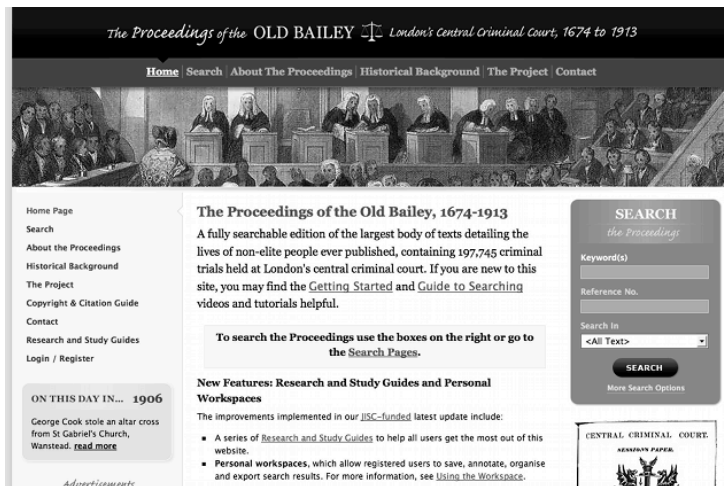 The Proceedings of the OLD BAILEY London's Central Criminal Court, 1674 to 1913
Home Search About The Proceedings Historical Background The Project Contact
Home Page
Search
About the Proceedings
Historical Background
The Project
Copyright & Citation Guide
Contact
Research and Study Guides
Login / Register
ON THIS DAY IN... 1906
George Cook stole an altar cross
from St Gabriel's Church,
Wanstead. read more
Advertisements
The Proceedings of the Old Bailey, 1674-1913
A fully searchable edition of the largest body of texts detailing the
lives of non-elite people ever published, containing 197,745 criminal
trials held at London's central criminal court. If you are new to this
site, you may find the Getting Started and Guide to Searching
videos and tutorials helpful.
To search the Proceedings use the boxes on the right or go to
the Search Pages.
New Features: Research and Study Guides and Personal
Workspaces
The improvements implemented in our JISC-funded latest update include:
A series of Research and Study Guides to help all users get the most out of this
website.
Personal workspaces, which allow registered users to save, annotate, organise
and export search results. For more information, see Using the Workspace.
SEARCH
the Proceedings
Keyword(s)
Reference No.
Search In
<All Text>
SEARCH
More Search Options
CENTRAL CRIMINAL COURT.
SESSIONS PAPER.